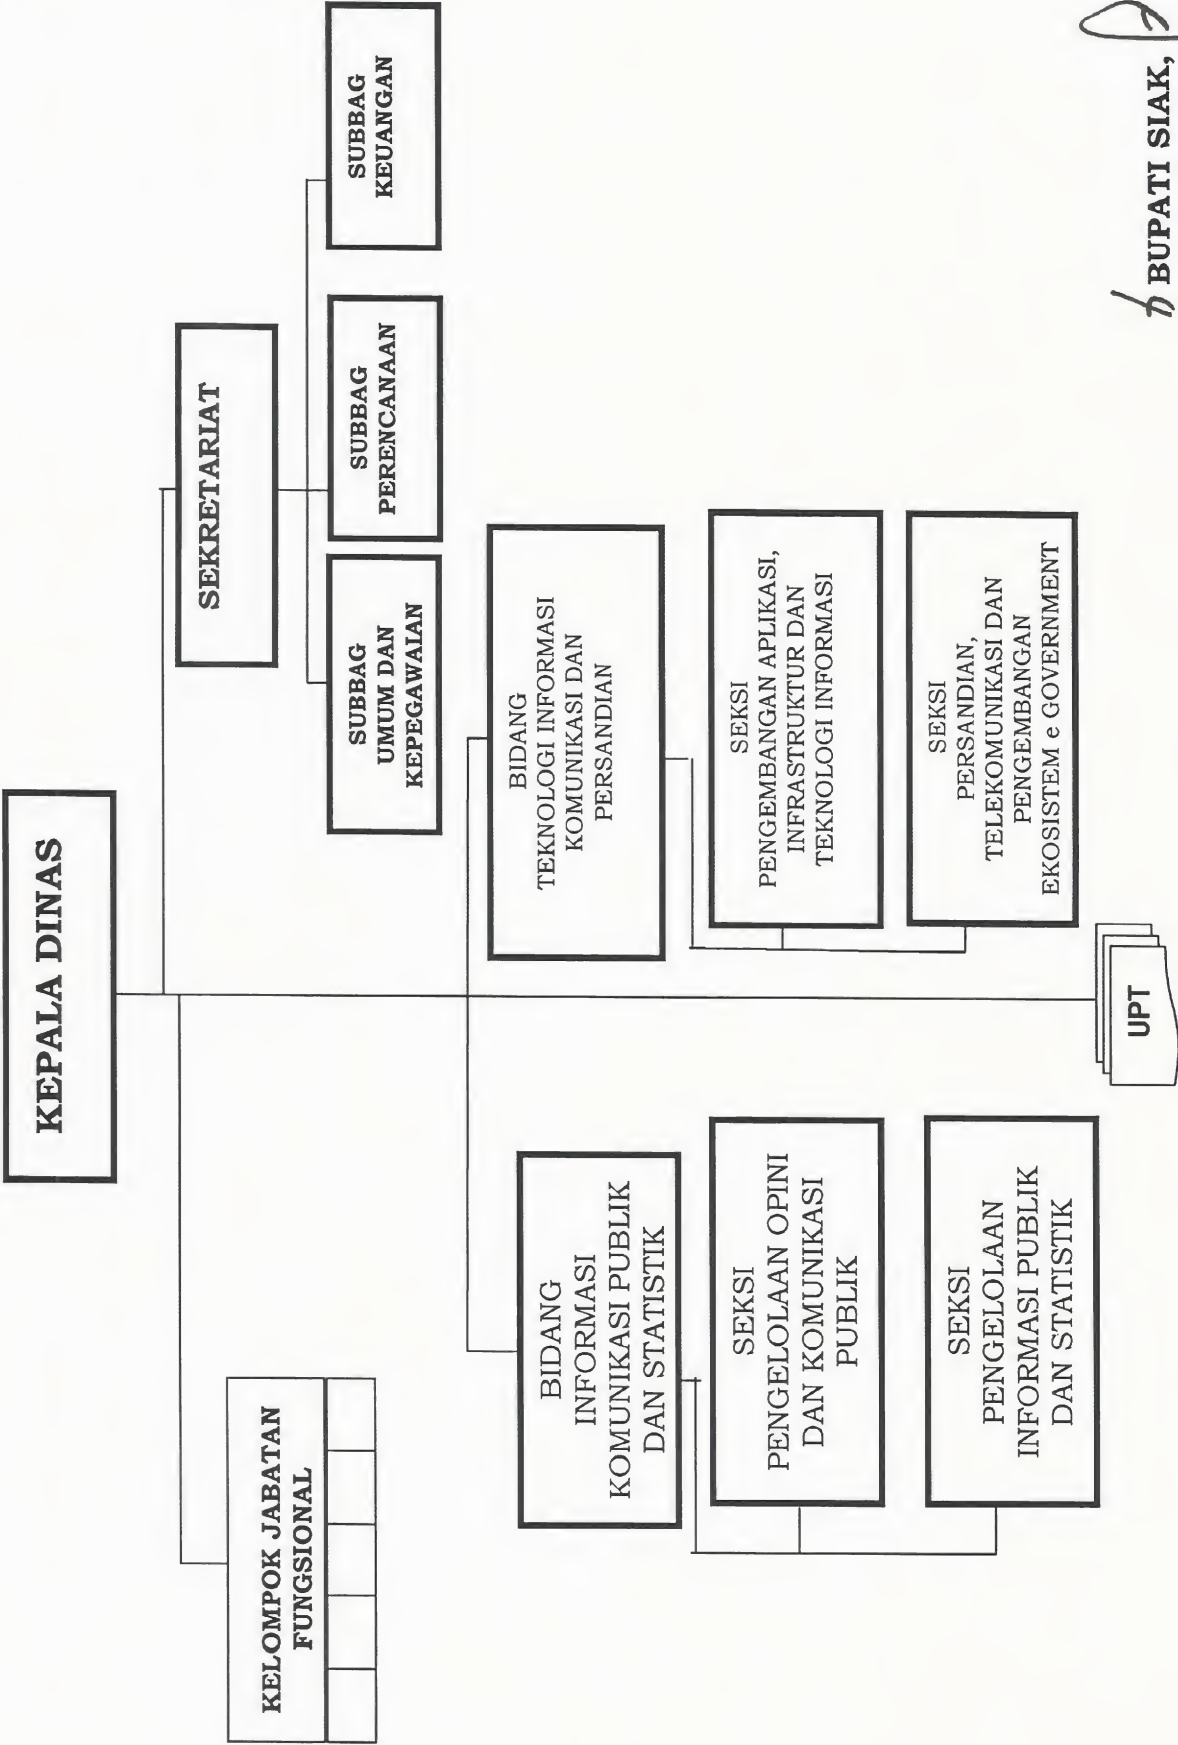 KEPALA DINAS
KELOMPOK JABATAN
FUNGSIONAL
SEKRETARIAT
SUBBAG
UMUM DAN
KEPEGAWAIAN
SUBBAG
PERENCANAAN
SUBBAG
KEUANGAN
BIDANG
INFORMASI
KOMUNIKASI PUBLIK
DAN STATISTIK
BIDANG
TEKNOLOGI INFORMASI
KOMUNIKASI DAN
PERSANDIAN
SEKSI
PENGELOLAAN OPINI
DAN KOMUNIKASI
PUBLIK
SEKSI
PENGEMBANGAN APLIKASI,
INFRASTRUKTUR DAN
TEKNOLOGI INFORMASI
SEKSI
PENGELOLAAN
INFORMASI PUBLIK
DAN STATISTIK
SEKSI
PERSANDIAN,
TELEKOMUNIKASI DAN
PENGEMBANGAN
EKOSISTEM e GOVERNMENT
UPT
BUPATI SIAK,